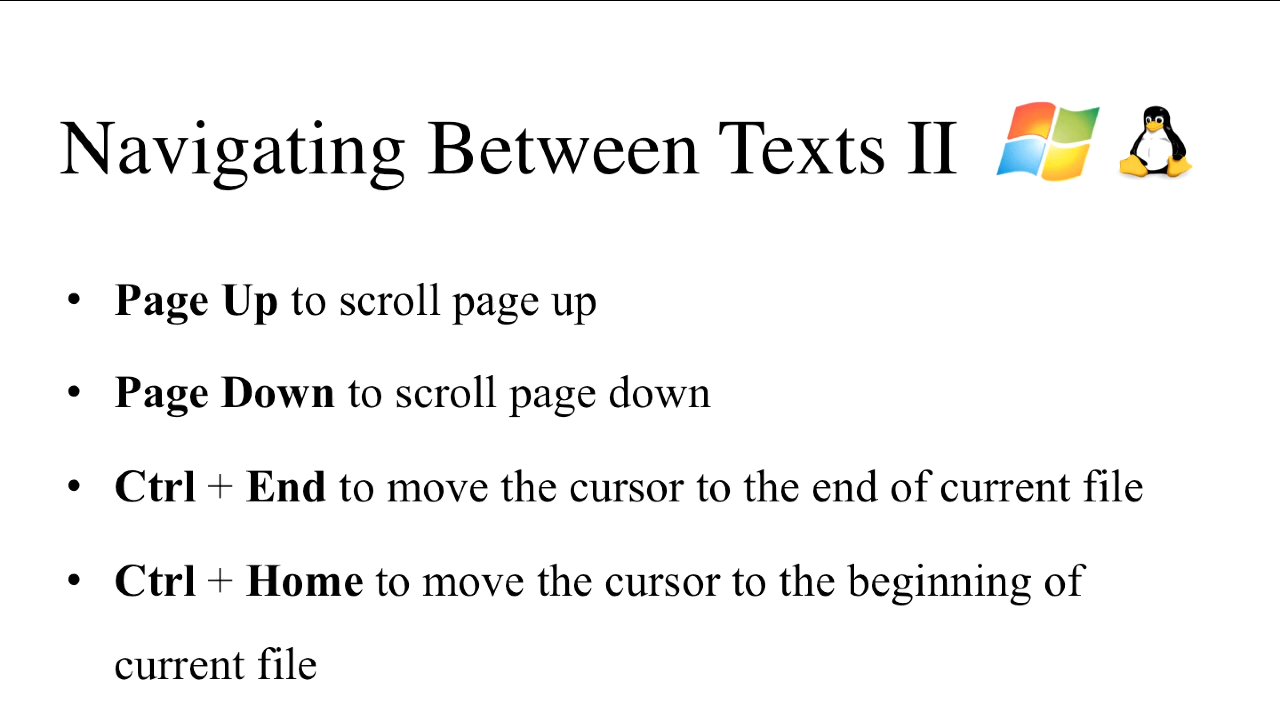 Navigating Between Texts II
• Page Up to scroll page up
• Page Down to scroll page down
• Ctrl + End to move the cursor to the end of current file
• Ctrl + Home to move the cursor to the beginning of
current file